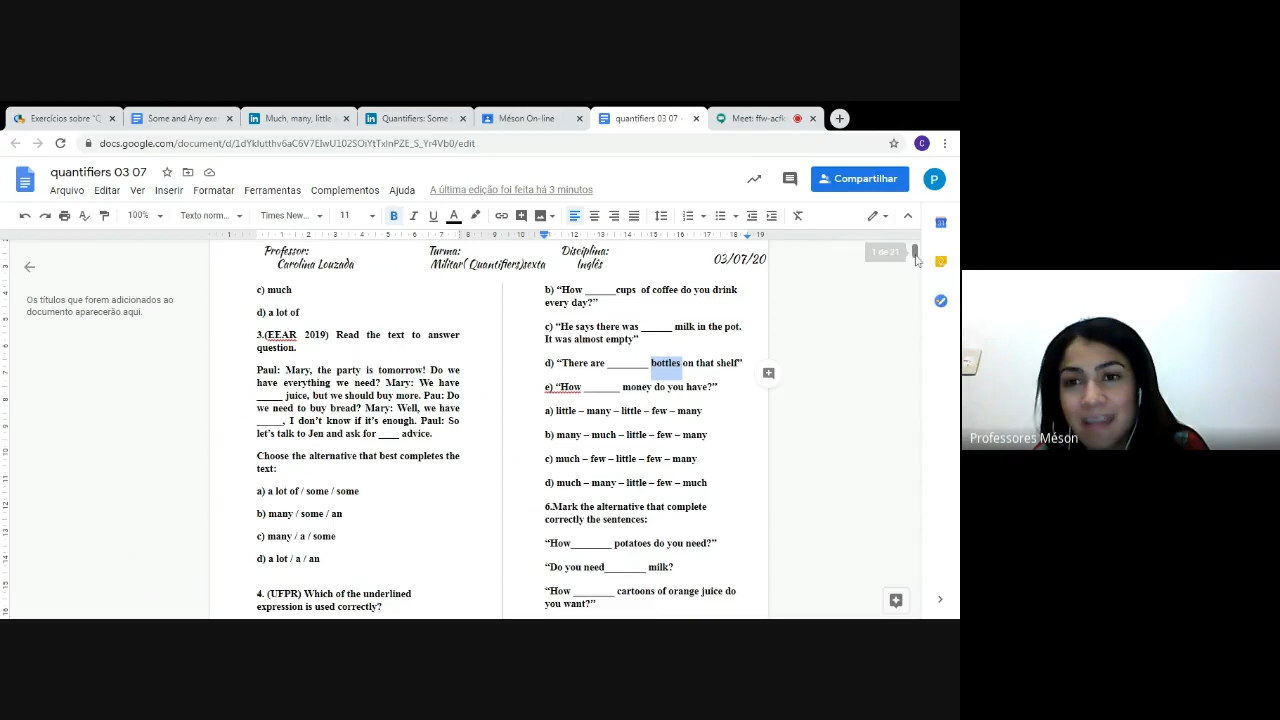 Exercícios sobre "Q
Some and Any exe
Much, many, little
Quantifiers: Some
Méson On-line
quantifiers 03 07
Meet: ffw-acfk
docs.google.com/document/d/1dYkIutthv6aC6V7EIwU102SOiYtTxInPZE_S_Yr4Vb0/edit
quantifiers 03 07
Arquivo Editar Ver Inserir Formatar Ferramentas Complementos Ajuda A última edição foi feita há 3 minutos
Compartilhar
P
100% Texto norm... Times New... 11
1 de 21
Os títulos que forem adicionados ao
documento aparecerão aqui.
Professor:
Carolina Louzada
Turma:
Militar( Quantifiers)sexta
Disciplina:
Inglês
03/07/20
c) much
d) a lot of
3.(EEAR 2019) Read the text to answer
question.
Paul: Mary, the party is tomorrow! Do we
have everything we need? Mary: We have
_____ juice, but we should buy more. Pau: Do
we need to buy bread? Mary: Well, we have
_____, I don’t know if it’s enough. Paul: So
let’s talk to Jen and ask for ____ advice.
Choose the alternative that best completes the
text:
a) a lot of / some / some
b) many / some / an
c) many / a / some
d) a lot / a / an
4. (UFPR) Which of the underlined
expression is used correctly?
b) “How ______cups of coffee do you drink
every day?”
c) “He says there was ______ milk in the pot.
It was almost empty”
d) “There are ________ bottles on that shelf”
e) “How _______ money do you have?”
a) little – many – little – few – many
b) many – much – little – few – many
c) much – few – little – few – many
d) much – many – little – few – much
6.Mark the alternative that complete
correctly the sentences:
“How________ potatoes do you need?”
“Do you need________ milk?
“How ________ cartoons of orange juice do
you want?”
Professores Méson